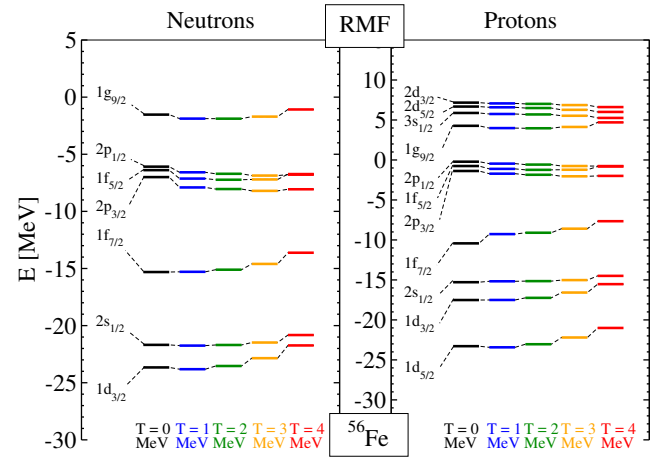 Neutrons
RMF
Protons
E [MeV]
5
0
-5
-10
-15
-20
-25
-30
1g9/2
2p1/2
1f5/2
2p3/2
1f7/2
2s1/2
1d3/2
T = 0 T = 1 T = 2 T = 3 T = 4
MeV MeV MeV MeV MeV
56Fe
15
10
5
0
-5
-10
-15
-20
-25
-30
2d3/2
2d5/2
3s1/2
1g9/2
2p1/2
1f5/2
2p3/2
1f7/2
2s1/2
1d3/2
1d5/2
T = 0 T = 1 T = 2 T = 3 T = 4
MeV MeV MeV MeV MeV